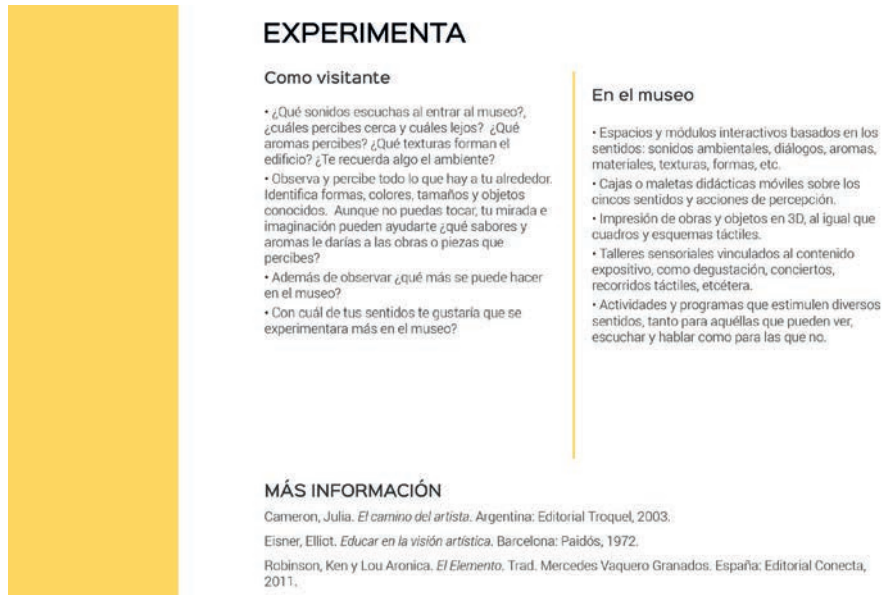 EXPERIMENTA
Como visitante
• ¿Qué sonidos escuchas al entrar al museo?,
¿cuáles percibes cerca y cuáles lejos? ¿Qué
aromas percibes? ¿Qué texturas forman el
edificio? ¿Te recuerda algo el ambiente?
• Observa y percibe todo lo que hay a tu alrededor.
Identifica formas, colores, tamaños y objetos
conocidos. Aunque no puedas tocar, tu mirada e
imaginación pueden ayudarte ¿qué sabores y
aromas le darías a las obras o piezas que
percibes?
• Además de observar ¿qué más se puede hacer
en el museo?
• Con cuál de tus sentidos te gustaría que se
experimentara más en el museo?
En el museo
• Espacios y módulos interactivos basados en los
sentidos: sonidos ambientales, diálogos, aromas,
materiales, texturas, formas, etc.
• Cajas o maletas didácticas móviles sobre los
cincos sentidos y acciones de percepción.
• Impresión de obras y objetos en 3D, al igual que
cuadros y esquemas táctiles.
• Talleres sensoriales vinculados al contenido
expositivo, como degustación, conciertos,
recorridos táctiles, etcétera.
• Actividades y programas que estimulen diversos
sentidos, tanto para aquéllas que pueden ver,
escuchar y hablar como para las que no.
MÁS INFORMACIÓN
Cameron, Julia. El camino del artista. Argentina: Editorial Troquel, 2003.
Eisner, Elliot. Educar en la visión artística. Barcelona: Paidós, 1972.
Robinson, Ken y Lou Aronica. El Elemento. Trad. Mercedes Vaquero Granados. España: Editorial Conecta,
2011.